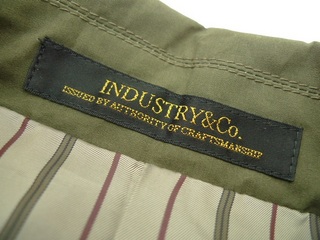 INDUSTRY&Co.
ISSUED BY AUTHORITY OF CRAFTSMANSHIP